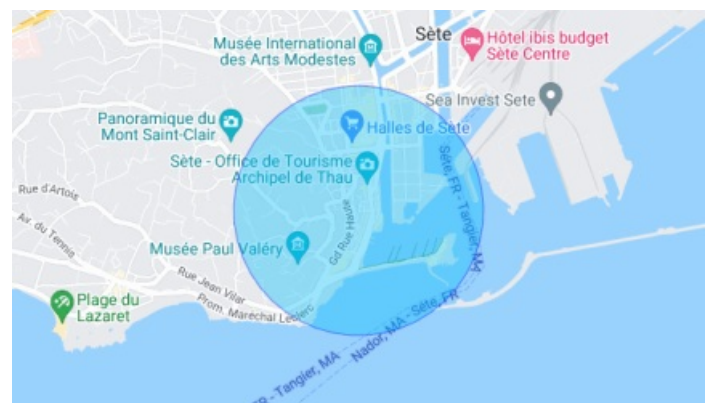 Sète
Musée International
des Arts Modestes
Hôtel ibis budget
Sète Centre
Sea Invest Sete
Panoramique du
Mont Saint-Clair
Halles de Sète
Sète - Office de Tourisme
Archipel de Thau
Sète, FR - Tangier, MA
Rue d'Artois
Av. du Tennis
Gd Rue Haute
Musée Paul Valéry
Rue Jean Vilar
Prom. Maréchal Leclerc
Plage du
Lazaret
Nador, MA - Sète, FR
FR - Tangier, MA